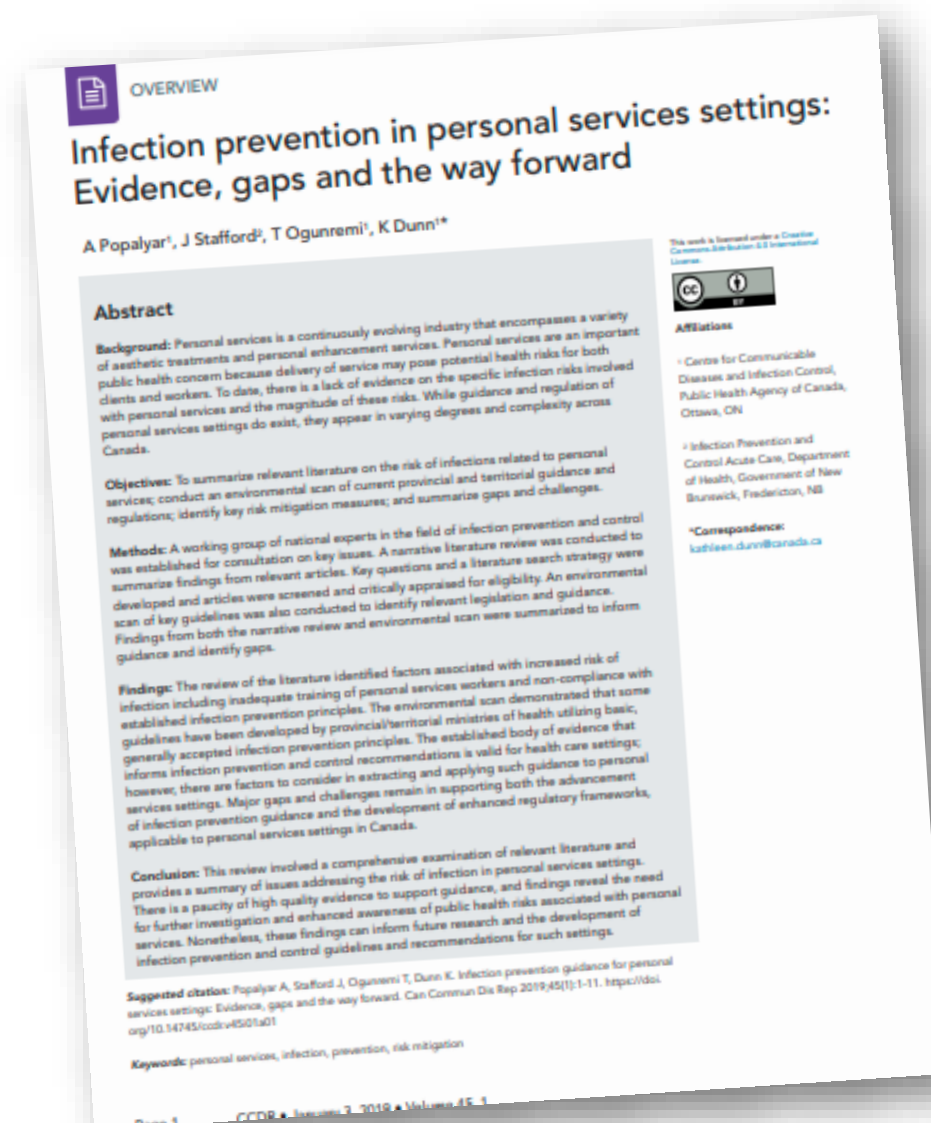 OVERVIEW
Infection prevention in personal services settings:
Evidence, gaps and the way forward
A Popalyar¹, J Stafford², T Ogunremi¹, K Dunn¹*
Abstract
Background: Personal services is a continuously evolving industry that encompasses a variety
of aesthetic treatments and personal enhancement services. Personal services are an important
public health concern because delivery of service may pose potential health risks for both
clients and workers. To date, there is a lack of evidence on the specific infection risks involved
with personal services and the magnitude of these risks. While guidance and regulation of
personal services settings do exist, they appear in varying degrees and complexity across
Canada.
Objectives: To summarize relevant literature on the risk of infections related to personal
services; conduct an environmental scan of current provincial and territorial guidance and
regulations; identify key risk mitigation measures; and summarize gaps and challenges.
Methods: A working group of national experts in the field of infection prevention and control
was established for consultation on key issues. A narrative literature review was conducted to
summarize findings from relevant articles. Key questions and a literature search strategy were
developed and articles were screened and critically appraised for eligibility. An environmental
scan of key guidelines was also conducted to identify relevant legislation and guidance.
Findings from both the narrative review and environmental scan were summarized to inform
guidance and identify gaps.
Findings: The review of the literature identified factors associated with increased risk of
infection including inadequate training of personal services workers and non-compliance with
established infection prevention principles. The environmental scan demonstrated that some
guidelines have been developed by provincial/territorial ministries of health utilizing basic,
generally accepted infection prevention principles. The established body of evidence that
informs infection prevention and control recommendations is valid for health care settings;
however, there are factors to consider in extracting and applying such guidance to personal
services settings. Major gaps and challenges remain in supporting both the advancement
of infection prevention guidance and the development of enhanced regulatory frameworks,
applicable to personal services settings in Canada.
Conclusion: This review involved a comprehensive examination of relevant literature and
provides a summary of issues addressing the risk of infection in personal services settings.
There is a paucity of high quality evidence to support guidance, and findings reveal the need
for further investigation and enhanced awareness of public health risks associated with personal
services. Nonetheless, these findings can inform future research and the development of
infection prevention and control guidelines and recommendations for such settings.
Suggested citation: Popalyar A, Stafford J, Ogunremi T, Dunn K. Infection prevention guidance for personal
services settings: Evidence, gaps and the way forward. Can Commun Dis Rep 2019;45(1):1-11. https://doi.
org/10.14745/ccdr.v45i01a01
Keywords: personal services, infection, prevention, risk mitigation
This work is licensed under a Creative
Commons Attribution 4.0 International
License.
cc
BY
Affiliations
¹ Centre for Communicable
Diseases and Infection Control,
Public Health Agency of Canada,
Ottawa, ON
² Infection Prevention and
Control Acute Care, Department
of Health, Government of New
Brunswick, Fredericton, NB
*Correspondence:
kathleen.dunn@canada.ca
Page 1 CCDR • January 3, 2019 • Volume 45